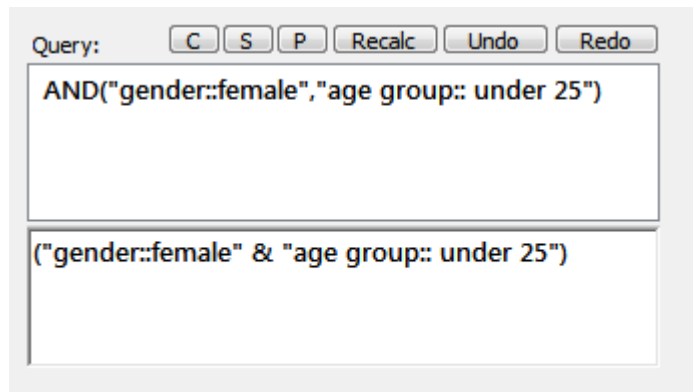 Query: C S P Recalc Undo Redo
AND("gender::female","age group:: under 25")
("gender::female" & "age group:: under 25")